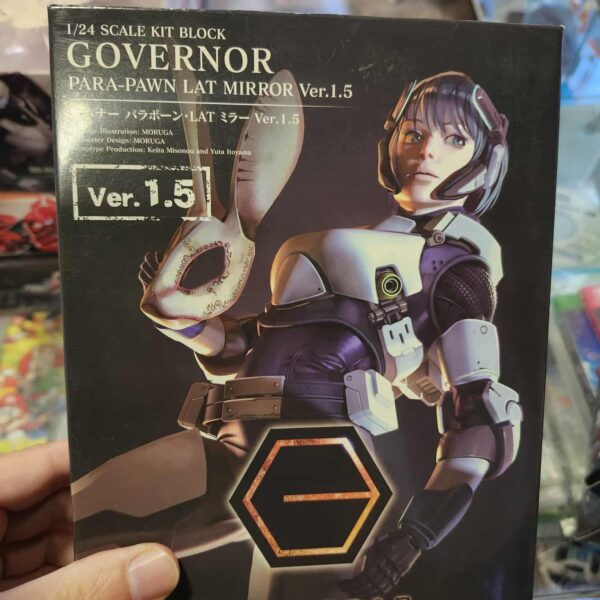 1/24 SCALE KIT BLOCK
GOVERNOR
PARA-PAWN LAT MIRROR Ver.1.5
ナー パラポーン・LAT ミラー Ver.1.5
Illustration: MORUGA
Design: MORUGA
Production: Keita Misonou and Yuta Itoyama
Ver. 1.5